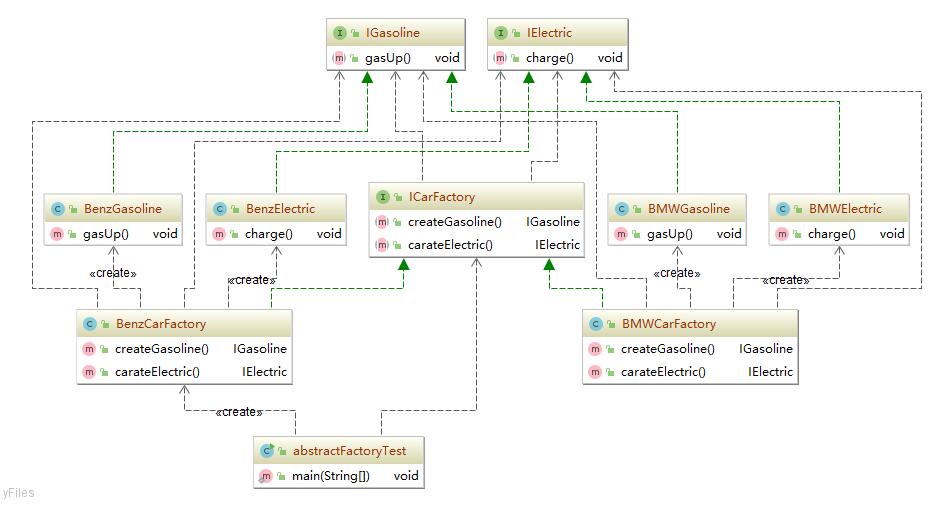 I IGasoline
m gasUp() void
I IElectric
m charge() void
C BenzGasoline
m gasUp() void
C BenzElectric
m charge() void
I ICarFactory
m createGasoline() IGasoline
m carateElectric() IElectric
C BMWGasoline
m gasUp() void
C BMWElectric
m charge() void
«create»
«create»
«create»
«create»
C BenzCarFactory
m createGasoline() IGasoline
m carateElectric() IElectric
C BMWCarFactory
m createGasoline() IGasoline
m carateElectric() IElectric
«create»
C abstractFactoryTest
m main(String[]) void
yFiles